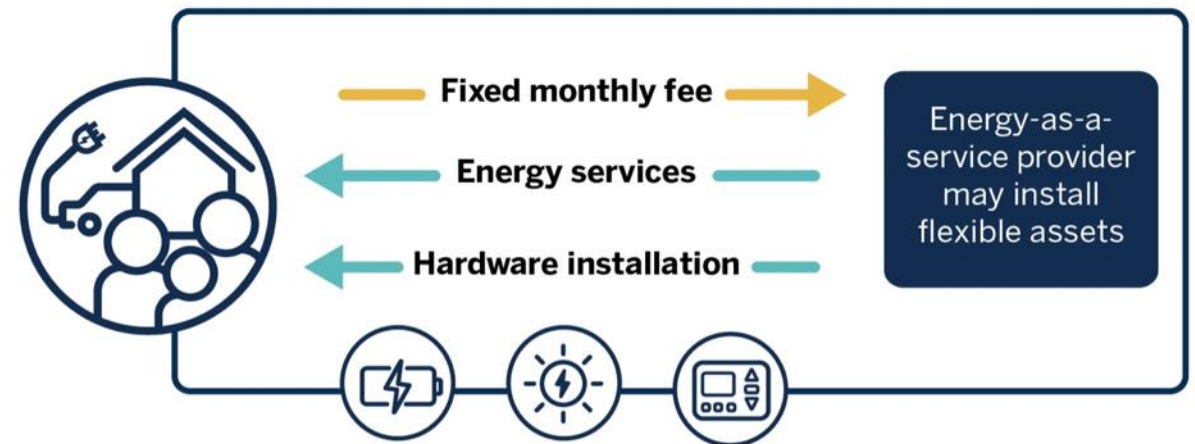 Fixed monthly fee
Energy services
Hardware installation
Energy-as-a-
service provider
may install
flexible assets